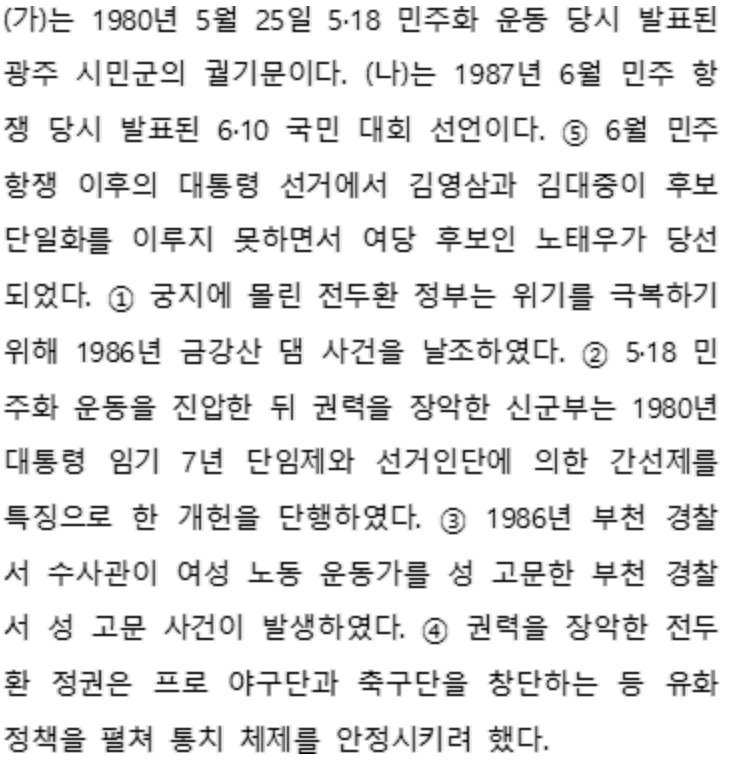 (가)는 1980년 5월 25일 5·18 민주화 운동 당시 발표된
광주 시민군의 궐기문이다. (나)는 1987년 6월 민주 항
쟁 당시 발표된 6·10 국민 대회 선언이다. ⑤ 6월 민주
항쟁 이후의 대통령 선거에서 김영삼과 김대중이 후보
단일화를 이루지 못하면서 여당 후보인 노태우가 당선
되었다. ① 궁지에 몰린 전두환 정부는 위기를 극복하기
위해 1986년 금강산 댐 사건을 날조하였다. ② 5·18 민
주화 운동을 진압한 뒤 권력을 장악한 신군부는 1980년
대통령 임기 7년 단임제와 선거인단에 의한 간선제를
특징으로 한 개헌을 단행하였다. ③ 1986년 부천 경찰
서 수사관이 여성 노동 운동가를 성 고문한 부천 경찰
서 성 고문 사건이 발생하였다. ④ 권력을 장악한 전두
환 정권은 프로 야구단과 축구단을 창단하는 등 유화
정책을 펼쳐 통치 체제를 안정시키려 했다.